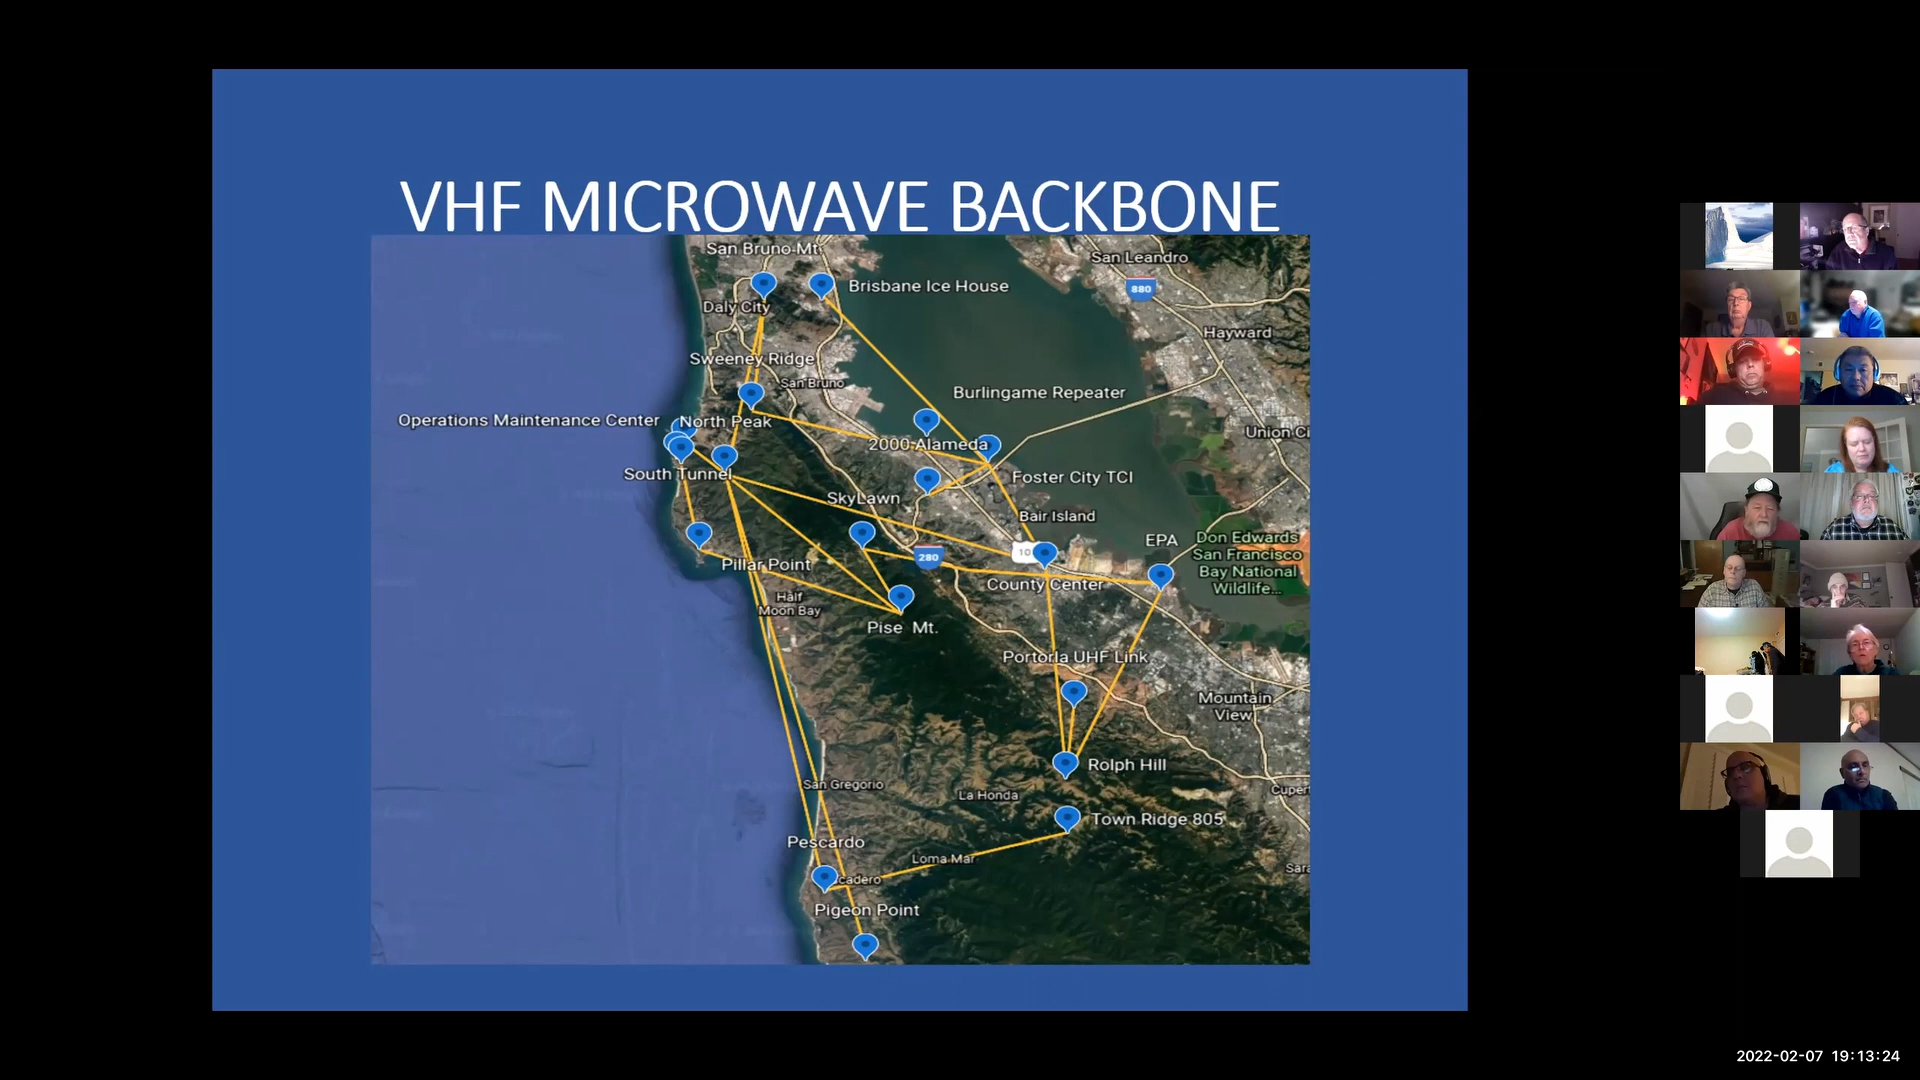 VHF MICROWAVE BACKBONE
San Bruno Mt.
San Leandro
880
Brisbane Ice House
Daly City
Hayward
Sweeney Ridge
San Bruno
Burlingame Repeater
Operations Maintenance Center
North Peak
Union Ci
2000 Alameda
South Tunnel
Foster City TCI
SkyLawn
Bair Island
EPA
Don Edwards
San Francisco
Bay National
Wildlife...
10
280
Pillar Point
County Center
Half
Moon Bay
Pise Mt.
Portorla UHF Link
Mountain
View
Rolph Hill
San Gregorio
La Honda
Cuper
Town Ridge 805
Pescardo
Loma Mar
Sara
cadero
Pigeon Point
2022-02-07 19:13:24